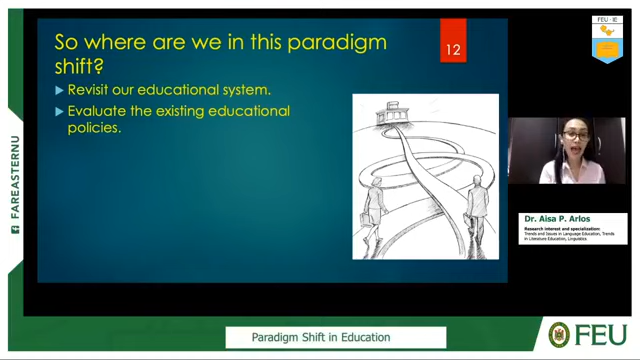 So where are we in this paradigm
shift?
12
Revisit our educational system.
Evaluate the existing educational
policies.
FEU - IE
FAREASTERNU
Dr. Aisa P. Arlos
Research interest and specialization:
Trends and Issues in Language Education, Trends
in Literature Education, Linguistics
Paradigm Shift in Education
FEU